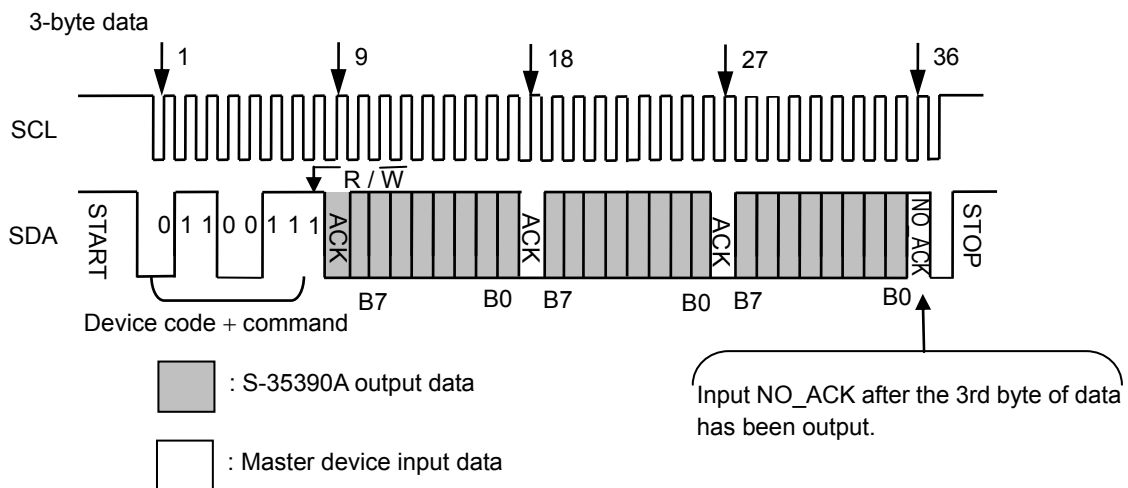 3-byte data
1 9 18 27 36
SCL
R / W
SDA START 0 1 1 0 0 1 1 1 ACK ACK ACK NO_ACK STOP
B7 B0 B7 B0 B7 B0
Device code + command
: S-35390A output data
Input NO_ACK after the 3rd byte of data
has been output.
: Master device input data